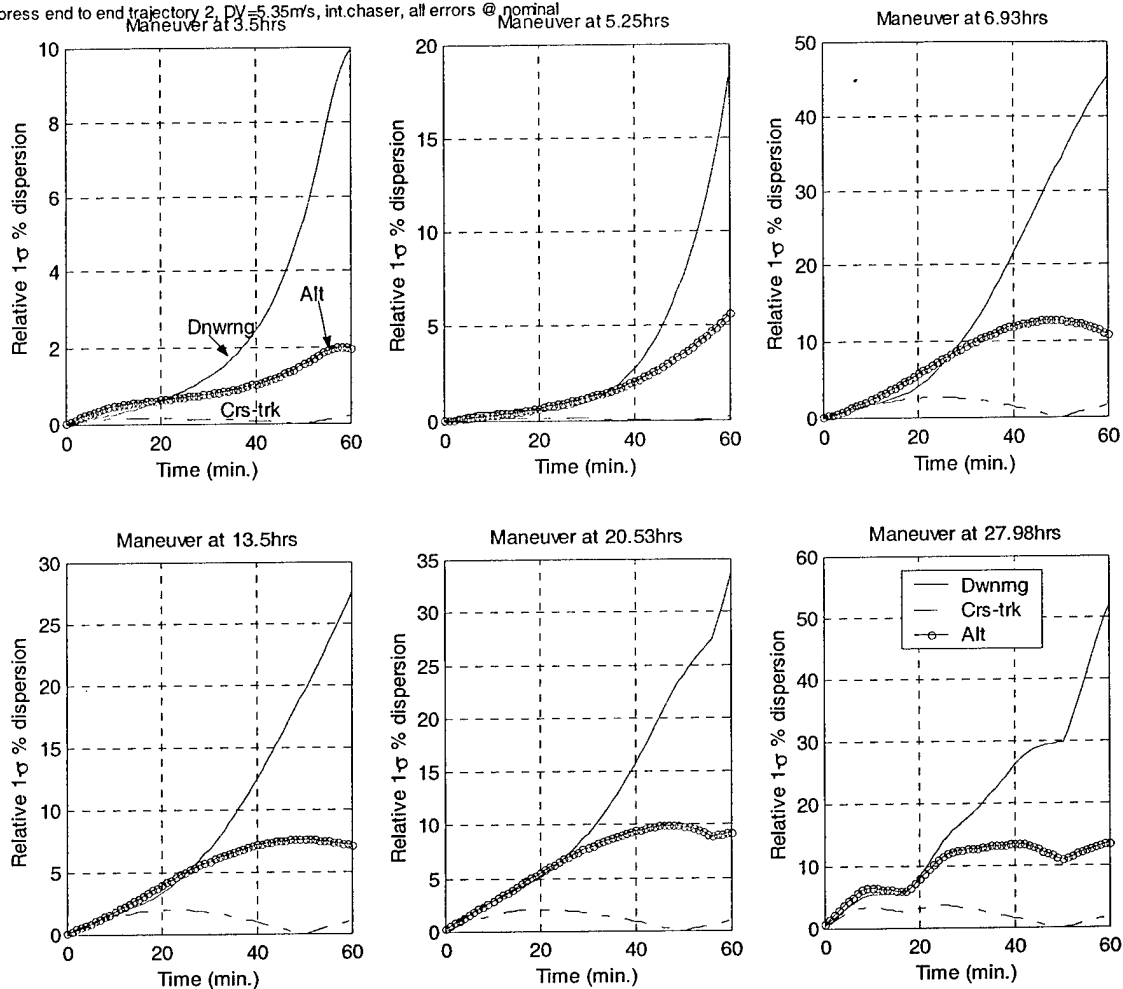 press end to end trajectory 2, DV=5.35m/s, int.chaser, all errors @ nominal
Maneuver at 3.5hrs
10
8
6
4
2
0
Relative 1-σ % dispersion
Alt
Dnwrng
Crs-trk
0 20 40 60
Time (min.)
Maneuver at 5.25hrs
20
15
10
5
0
Relative 1-σ % dispersion
0 20 40 60
Time (min.)
Maneuver at 6.93hrs
50
40
30
20
10
0
Relative 1-σ % dispersion
0 20 40 60
Time (min.)
Maneuver at 13.5hrs
30
25
20
15
10
5
0
Relative 1-σ % dispersion
0 20 40 60
Time (min.)
Maneuver at 20.53hrs
35
30
25
20
15
10
5
0
Relative 1-σ % dispersion
0 20 40 60
Time (min.)
Maneuver at 27.98hrs
60
50
40
30
20
10
0
Relative 1-σ % dispersion
Dwnrng
Crs-trk
Alt
0 20 40 60
Time (min.)